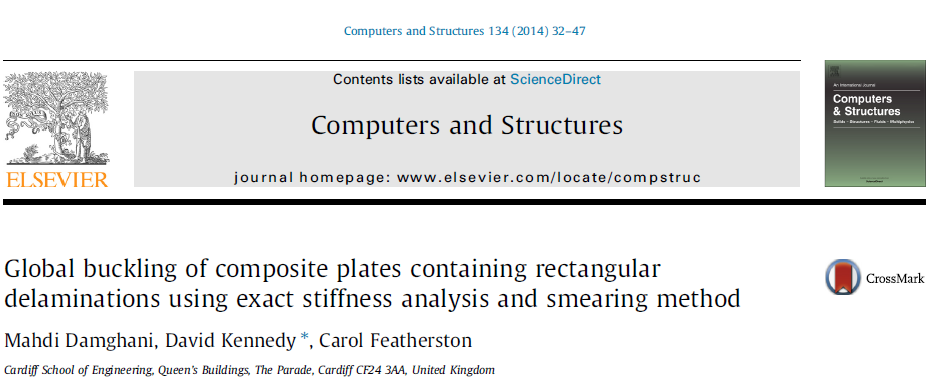 Computers and Structures 134 (2014) 32–47
Contents lists available at ScienceDirect
Computers and Structures
journal homepage: www.elsevier.com/locate/compstruc
ELSEVIER
An International Journal
Computers
& Structures
Solids • Structures • Fluids • Multiphysics
Global buckling of composite plates containing rectangular
delaminations using exact stiffness analysis and smearing method
CrossMark
Mahdi Damghani, David Kennedy *, Carol Featherston
Cardiff School of Engineering, Queen's Buildings, The Parade, Cardiff CF24 3AA, United Kingdom